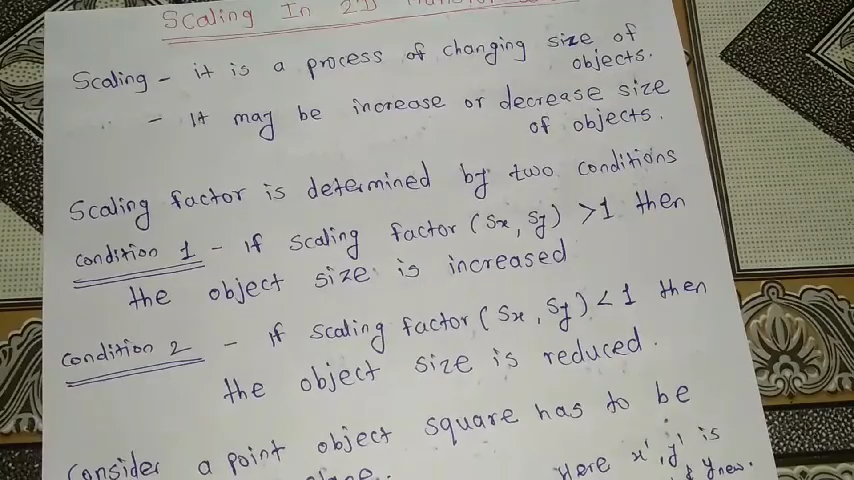 Scaling In 2D
Scaling - it is a process of changing size of
objects.
- It may be increase or decrease size
of objects.
Scaling factor is determined by two conditions
condition 1 - if scaling factor (Sx, Sy) >1 then
the object size is increased
condition 2 - if scaling factor (Sx, Sy) < 1 then
the object size is reduced.
Consider a point object square has to be
plane.
Here x', y' is
& ynew.